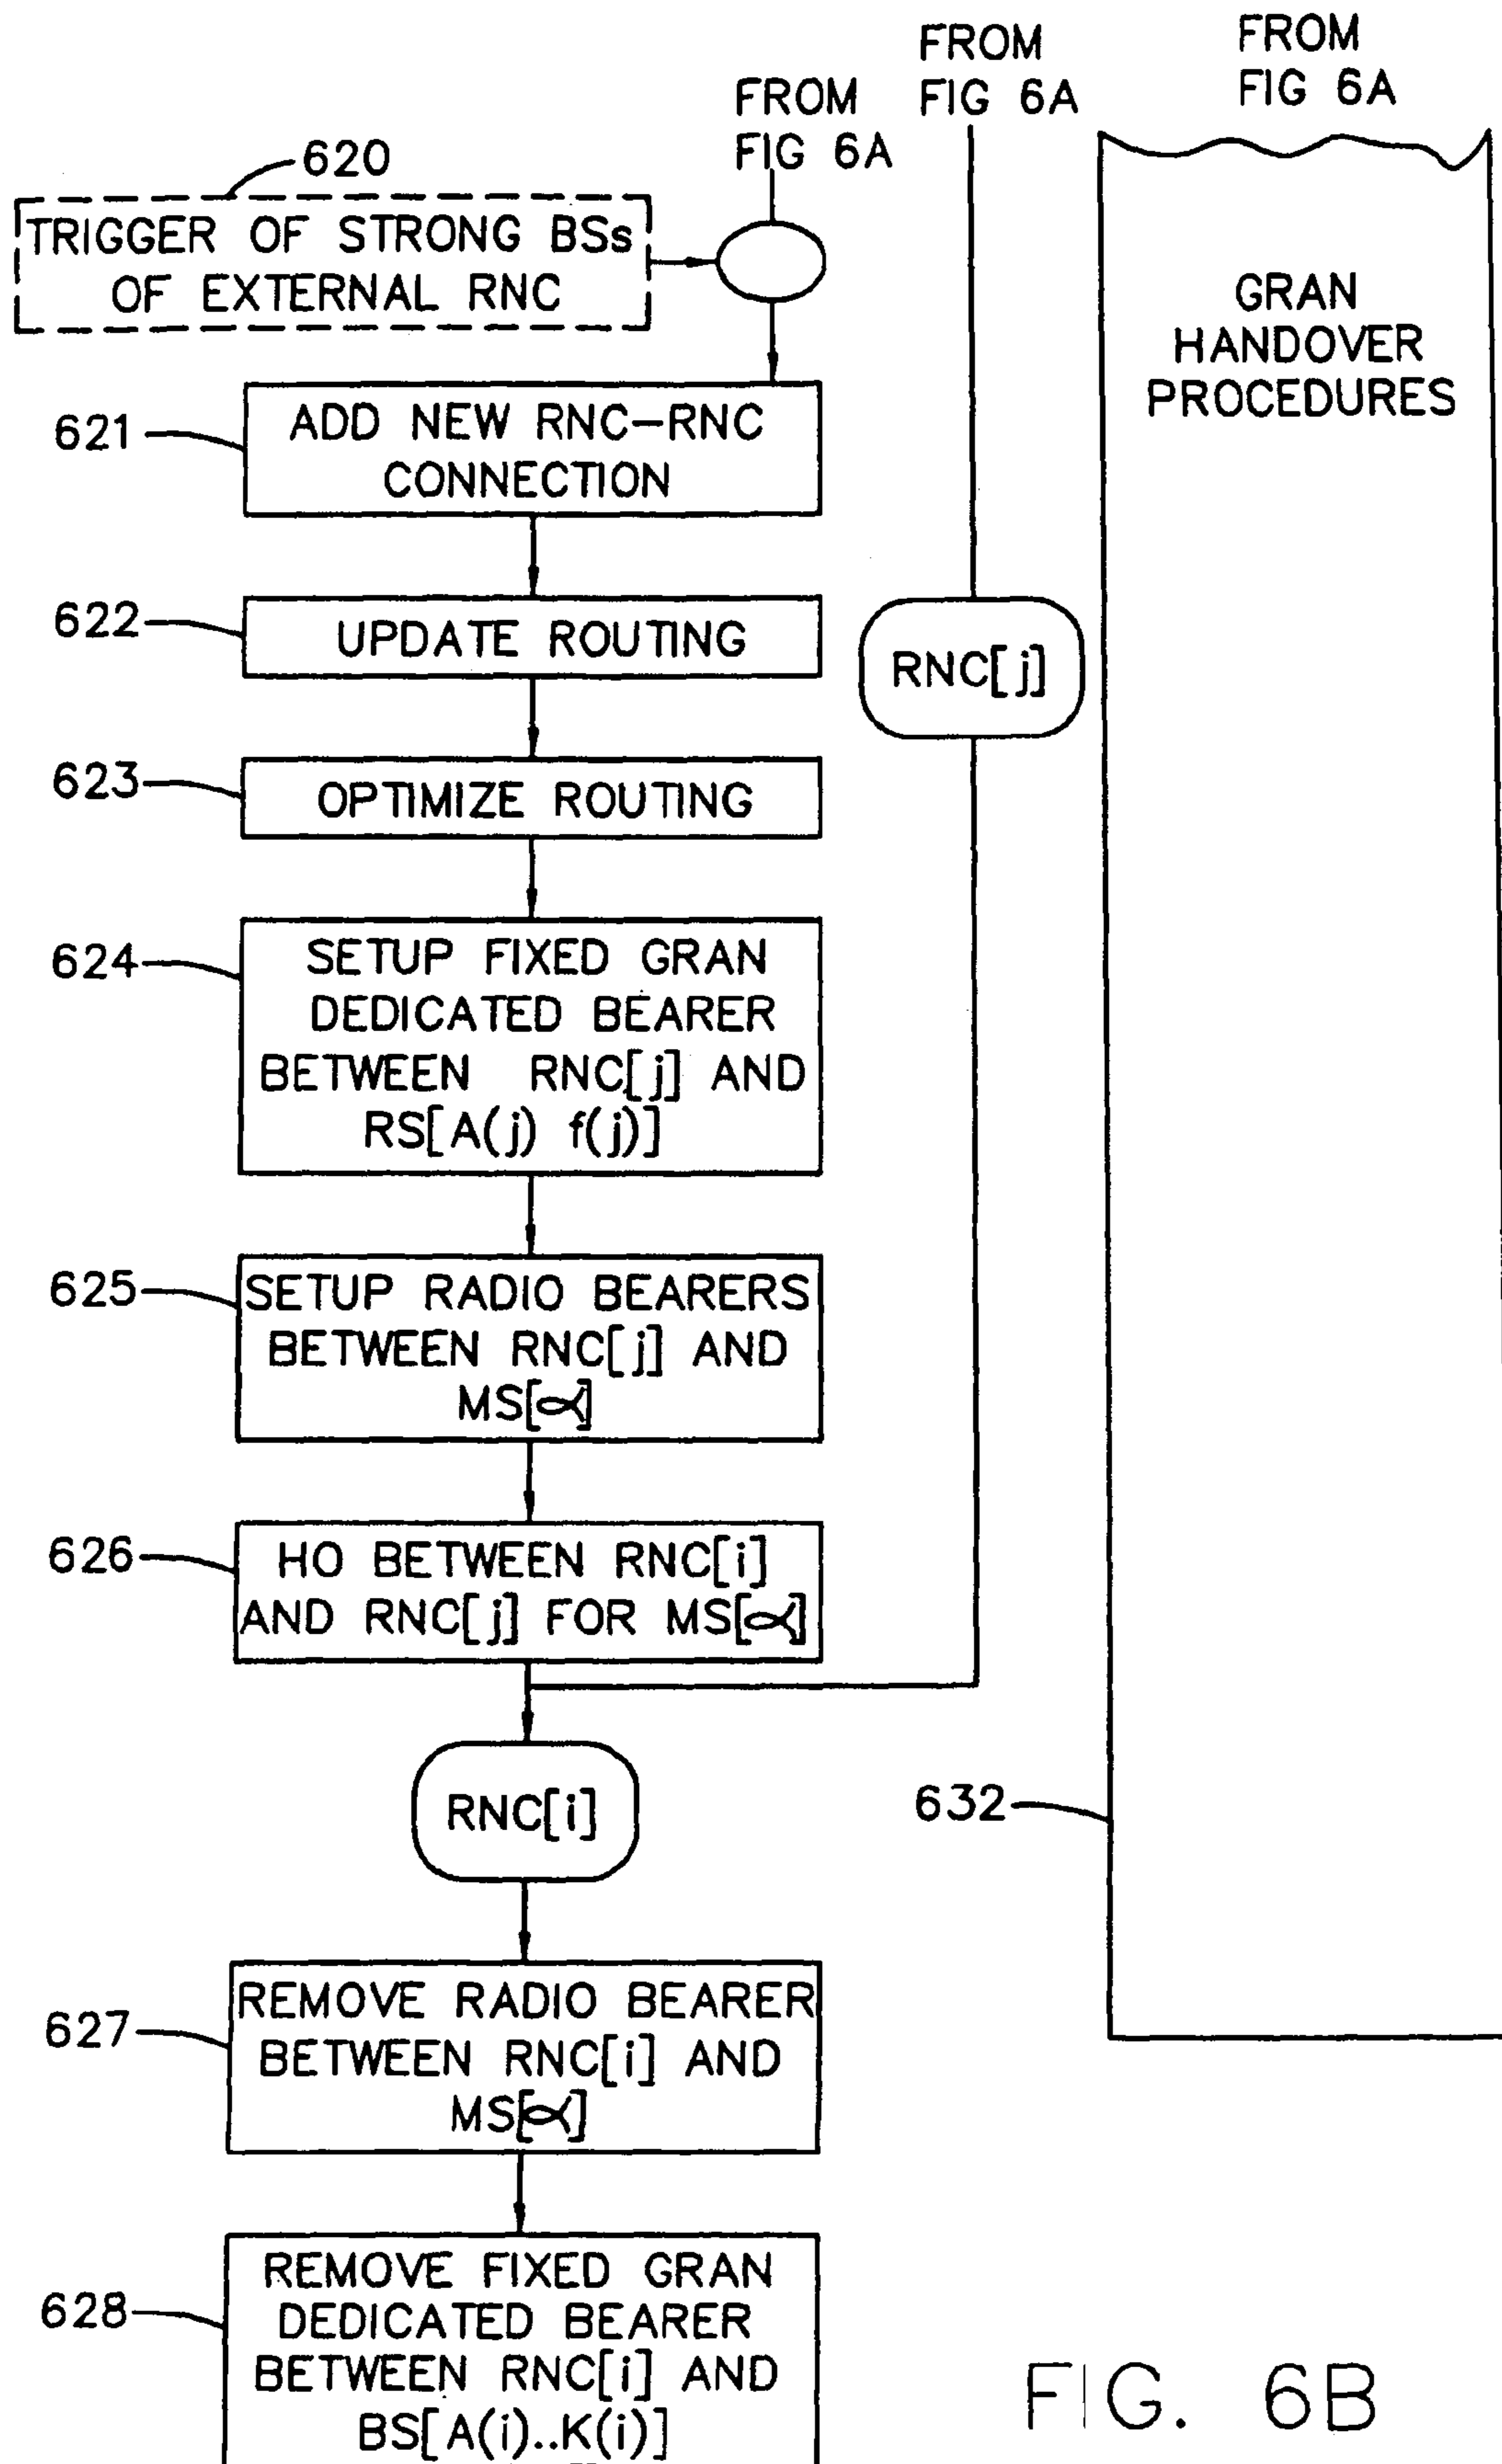 FROM
FIG 6A
FROM
FIG 6A
FROM
FIG 6A
620
TRIGGER OF STRONG BSs
OF EXTERNAL RNC
621
ADD NEW RNC-RNC
CONNECTION
622
UPDATE ROUTING
623
OPTIMIZE ROUTING
624
SETUP FIXED GRAN
DEDICATED BEARER
BETWEEN RNC[j] AND
RS[A(j) f(j)]
625
SETUP RADIO BEARERS
BETWEEN RNC[j] AND
MS[∝]
626
HO BETWEEN RNC[i]
AND RNC[j] FOR MS[∝]
RNC[i]
627
REMOVE RADIO BEARER
BETWEEN RNC[i] AND
MS[∝]
628
REMOVE FIXED GRAN
DEDICATED BEARER
BETWEEN RNC[i] AND
BS[A(i)..K(i)]
RNC[j]
GRAN
HANDOVER
PROCEDURES
632
FIG. 6B